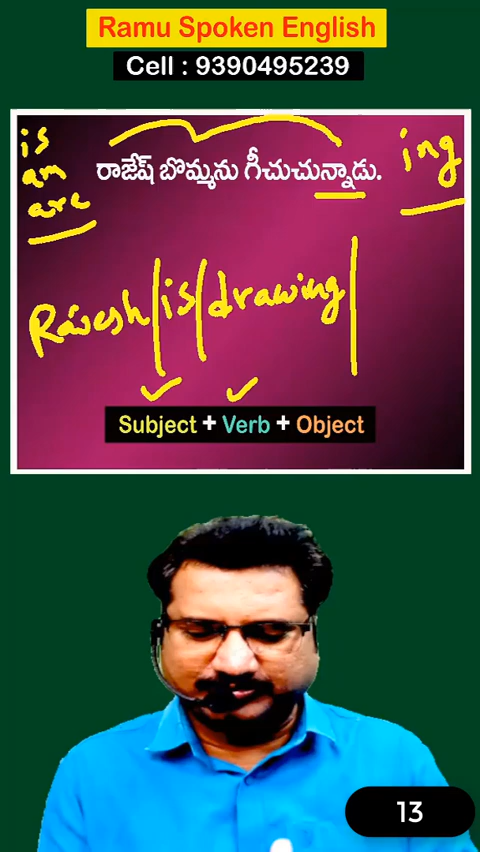 Ramu Spoken English
Cell : 9390495239
is
am
are
రాజేష్ బొమ్మను గీచుచున్నాడు.
ing
Rajesh/is/drawing/
Subject + Verb + Object
13